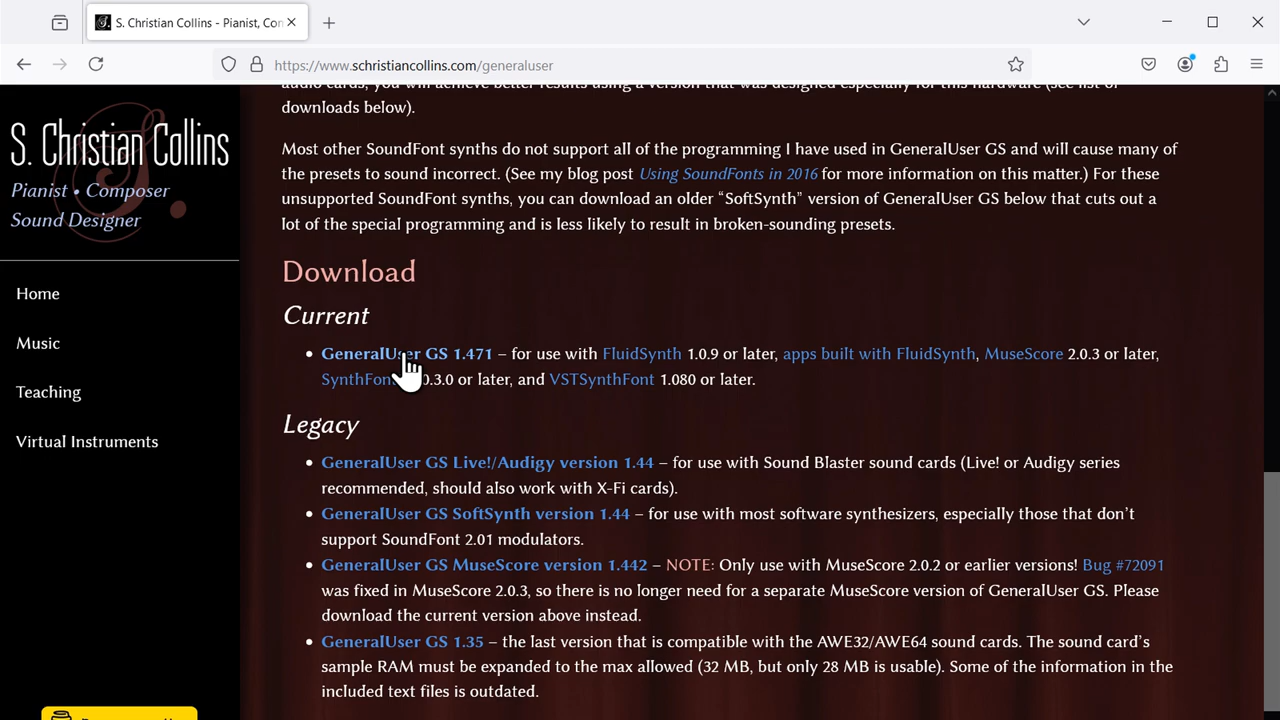 S. Christian Collins - Pianist, Con
https://www.schristiancollins.com/generaluser
S. Christian Collins
Pianist • Composer
Sound Designer
Home
Music
Teaching
Virtual Instruments
audio cards, you will achieve better results using a version that was designed especially for this hardware (see list of
downloads below).
Most other SoundFont synths do not support all of the programming I have used in GeneralUser GS and will cause many of
the presets to sound incorrect. (See my blog post Using SoundFonts in 2016 for more information on this matter.) For these
unsupported SoundFont synths, you can download an older “SoftSynth” version of GeneralUser GS below that cuts out a
lot of the special programming and is less likely to result in broken-sounding presets.
Download
Current
• GeneralUser GS 1.471 – for use with FluidSynth 1.0.9 or later, apps built with FluidSynth, MuseScore 2.0.3 or later,
SynthFont 0.3.0 or later, and VSTSynthFont 1.080 or later.
Legacy
• GeneralUser GS Live!/Audigy version 1.44 – for use with Sound Blaster sound cards (Live! or Audigy series
recommended, should also work with X-Fi cards).
• GeneralUser GS SoftSynth version 1.44 – for use with most software synthesizers, especially those that don’t
support SoundFont 2.01 modulators.
• GeneralUser GS MuseScore version 1.442 – NOTE: Only use with MuseScore 2.0.2 or earlier versions! Bug #72091
was fixed in MuseScore 2.0.3, so there is no longer need for a separate MuseScore version of GeneralUser GS. Please
download the current version above instead.
• GeneralUser GS 1.35 – the last version that is compatible with the AWE32/AWE64 sound cards. The sound card’s
sample RAM must be expanded to the max allowed (32 MB, but only 28 MB is usable). Some of the information in the
included text files is outdated.